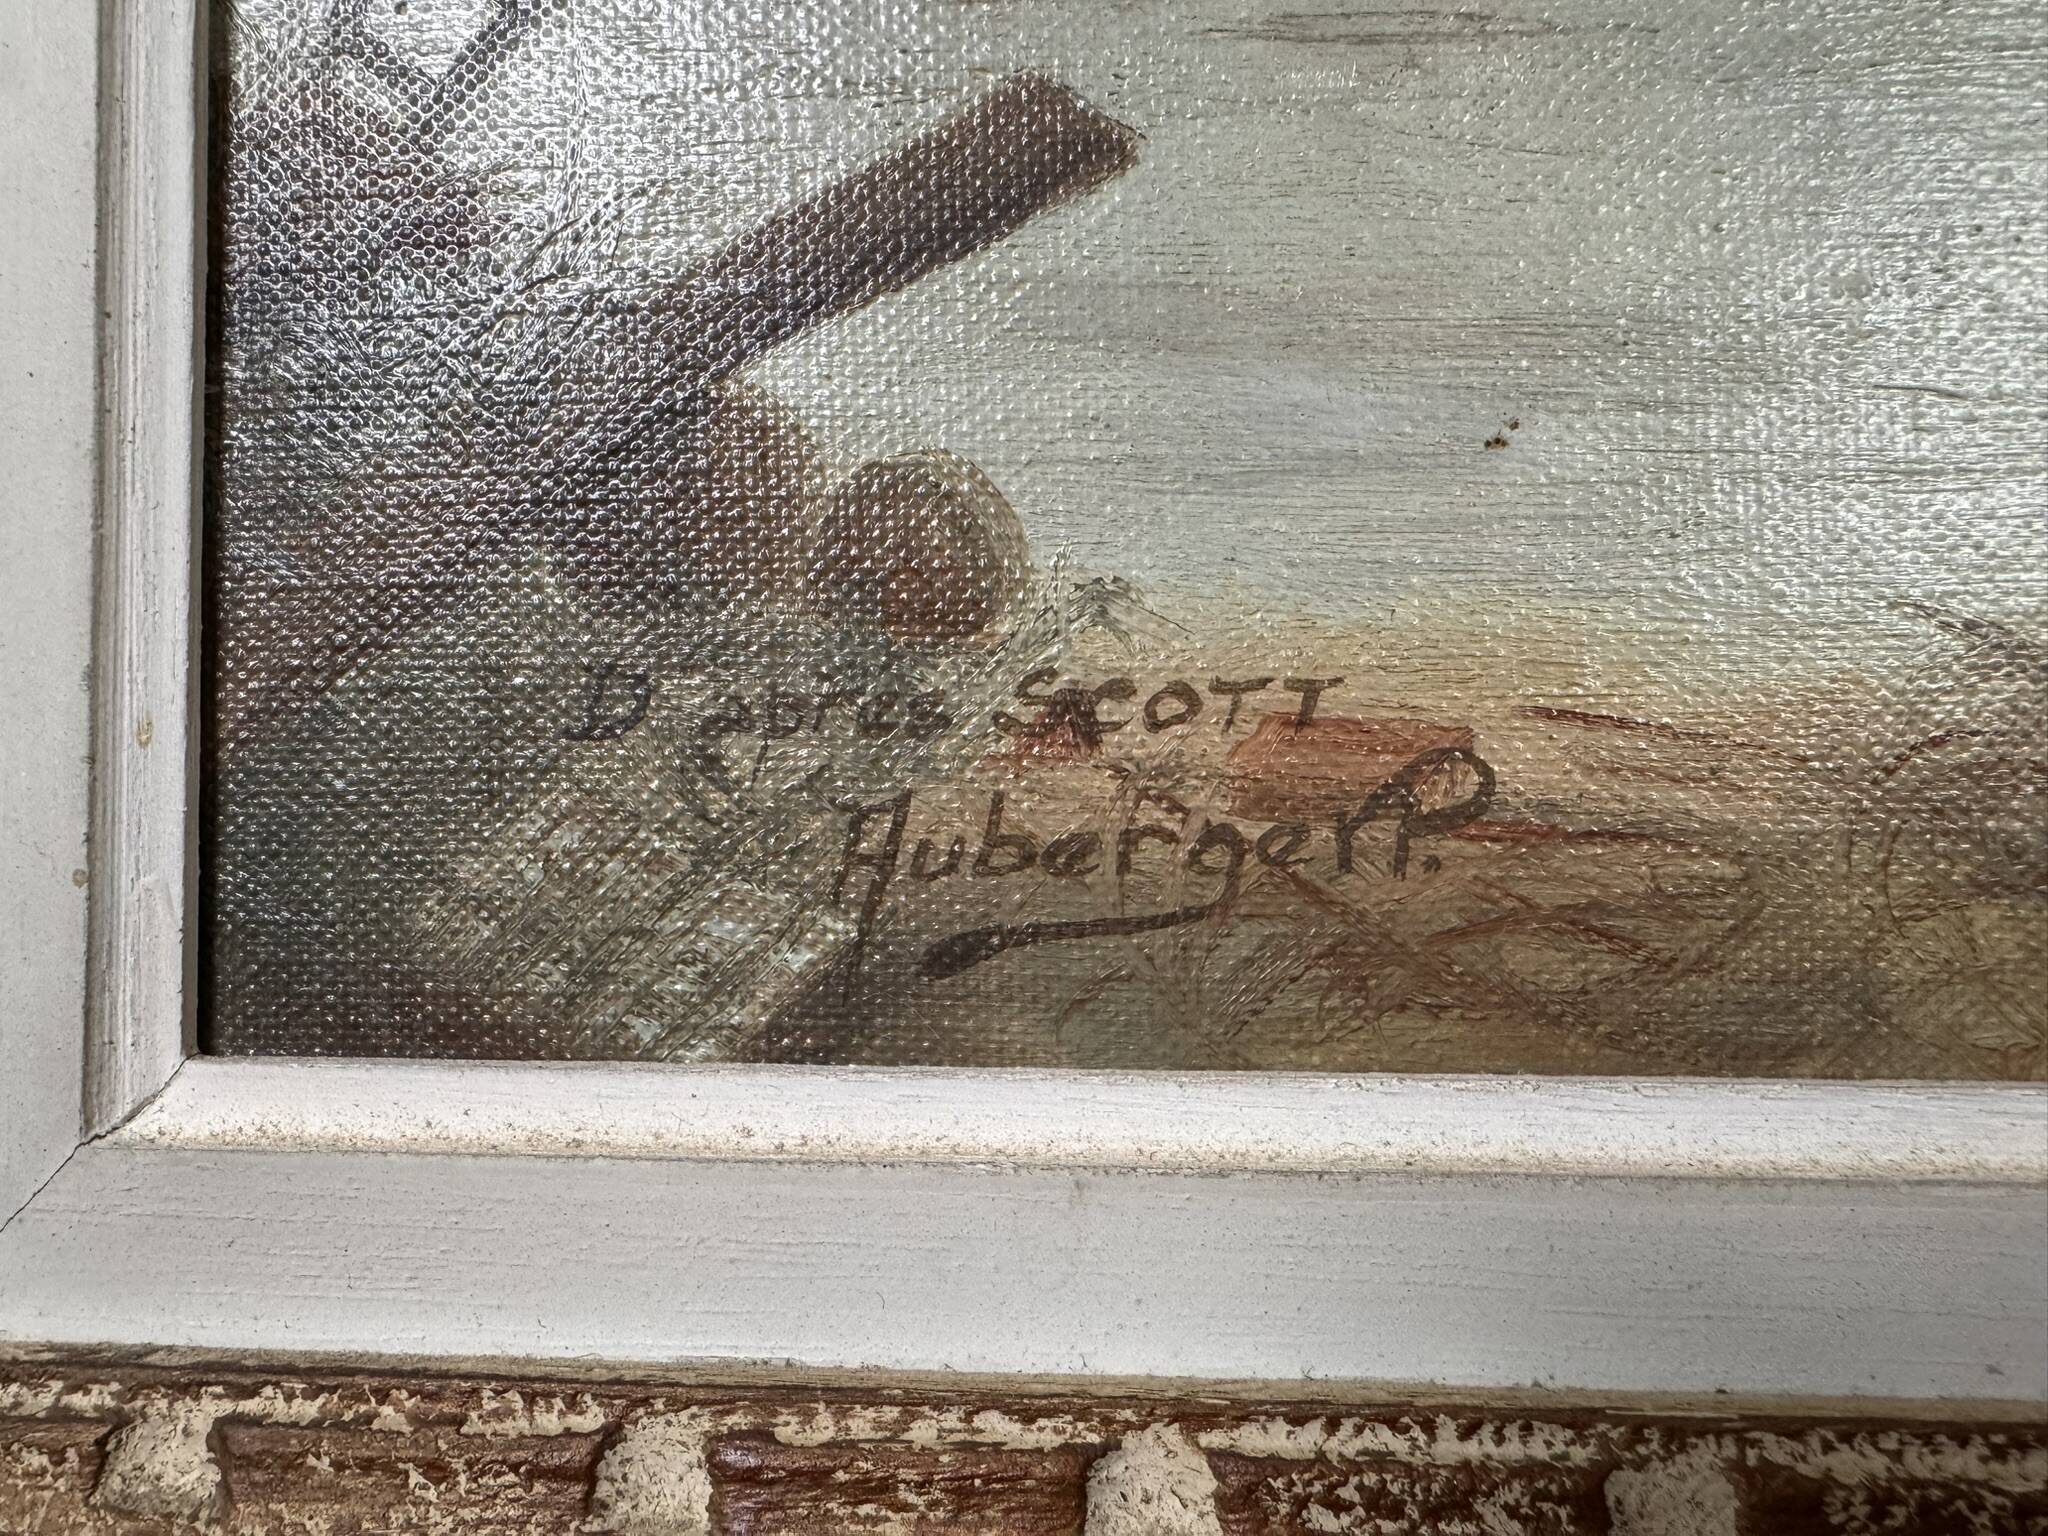 D'apres SCOTT
Auberger P.